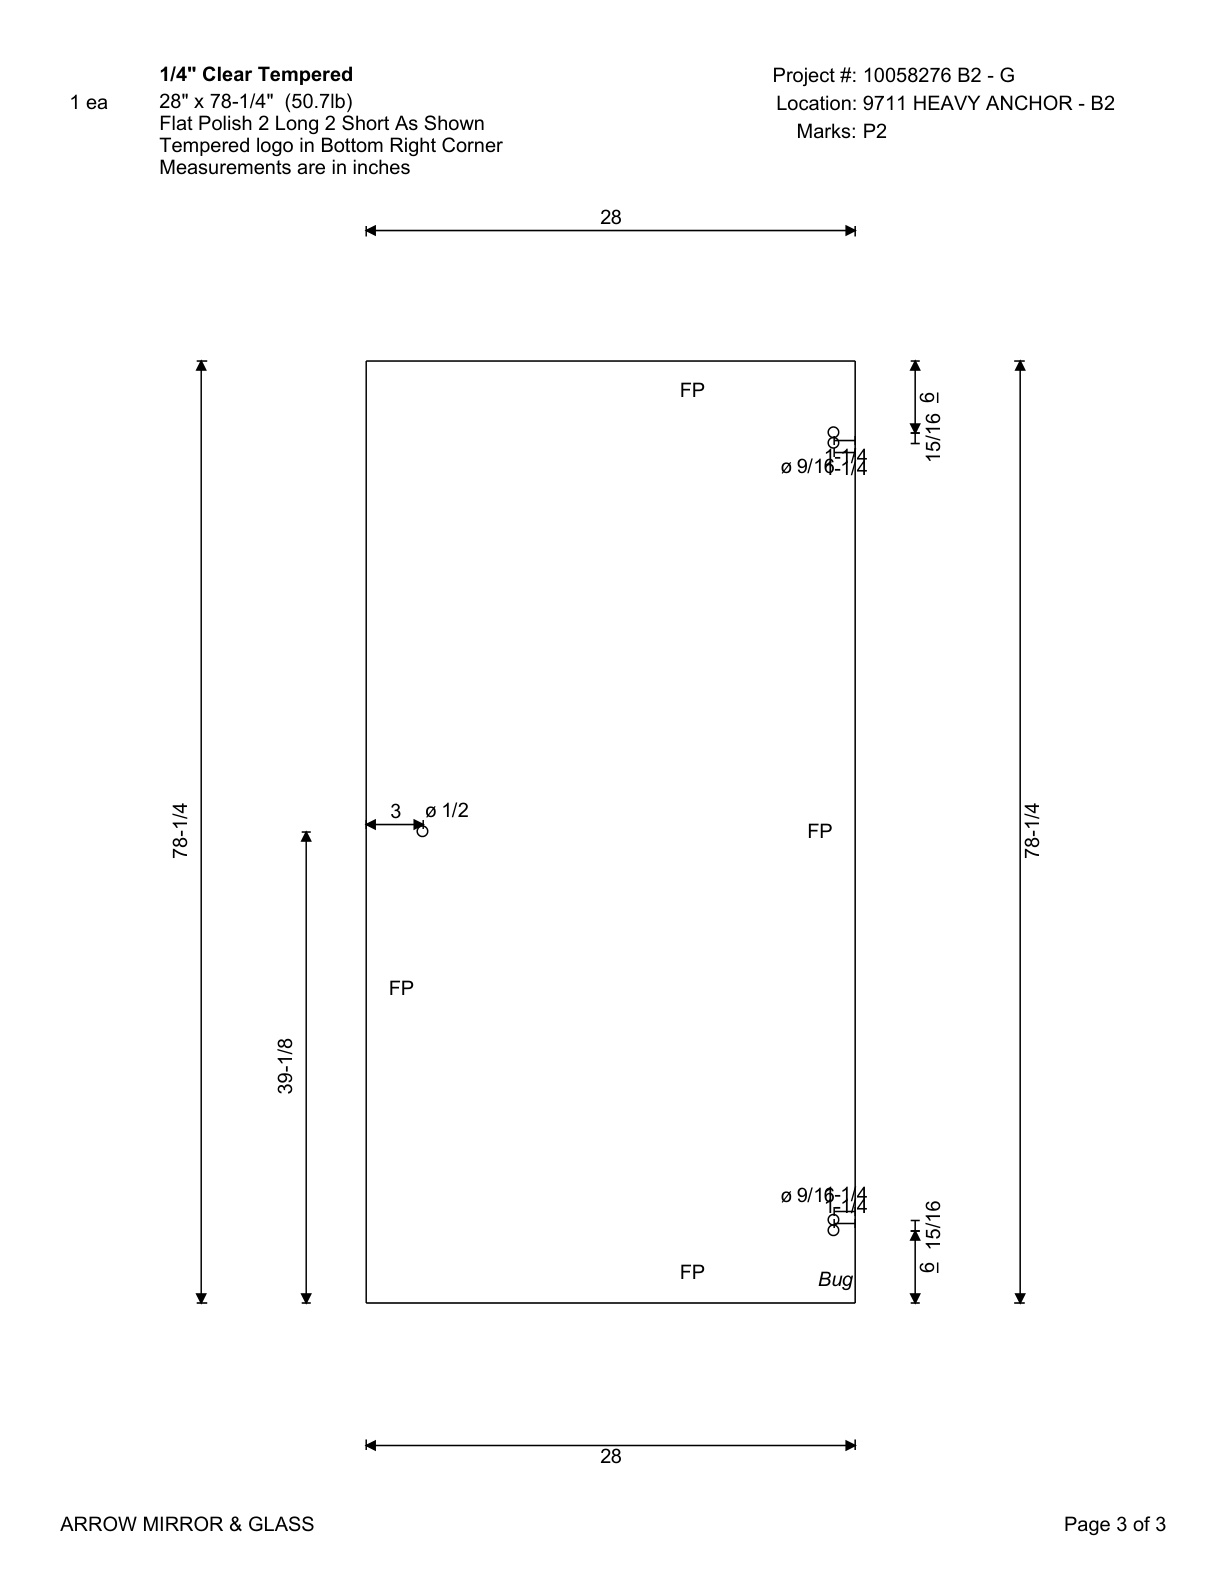 1/4" Clear Tempered
1 ea
28" x 78-1/4" (50.7lb)
Flat Polish 2 Long 2 Short As Shown
Tempered logo in Bottom Right Corner
Measurements are in inches
Project #: 10058276 B2 - G
Location: 9711 HEAVY ANCHOR - B2
Marks: P2
28
FP
6
15/16
1-1/4
ø 9/16
1-1/4
78-1/4
3
ø 1/2
FP
78-1/4
FP
39-1/8
ø 9/16
1-1/4
1-1/4
15/16
6
FP
Bug
28
ARROW MIRROR & GLASS
Page 3 of 3